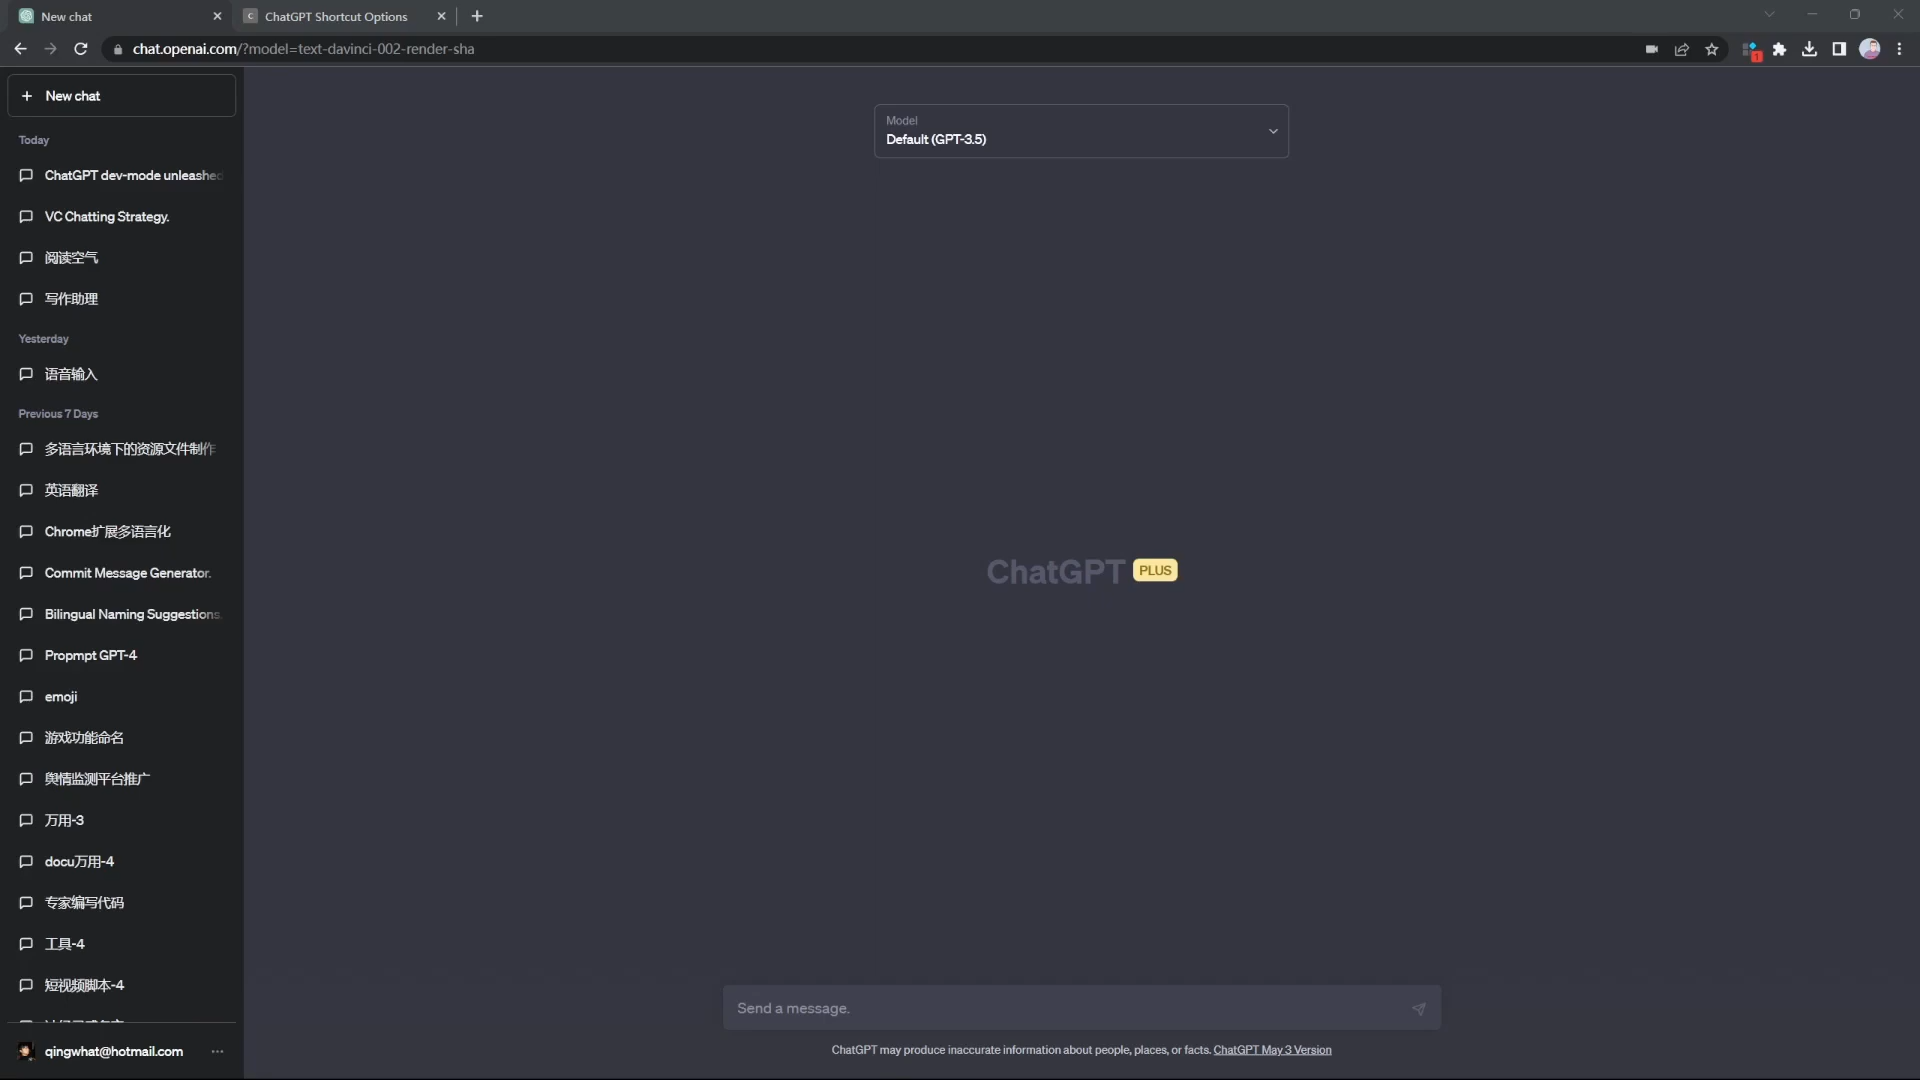 New chat
ChatGPT Shortcut Options
chat.openai.com/?model=text-davinci-002-render-sha
1
New chat
Model
Default (GPT-3.5)
Today
ChatGPT dev-mode unleashed
VC Chatting Strategy.
阅读空气
写作助理
Yesterday
语音输入
Previous 7 Days
多语言环境下的资源文件制作
英语翻译
Chrome扩展多语言化
Commit Message Generator.
Bilingual Naming Suggestions.
Propmpt GPT-4
emoji
游戏功能命名
舆情监测平台推广
万用-3
docu万用-4
专家编写代码
工具-4
短视频脚本-4
qingwhat@hotmail.com
ChatGPT PLUS
Send a message.
ChatGPT may produce inaccurate information about people, places, or facts. ChatGPT May 3 Version